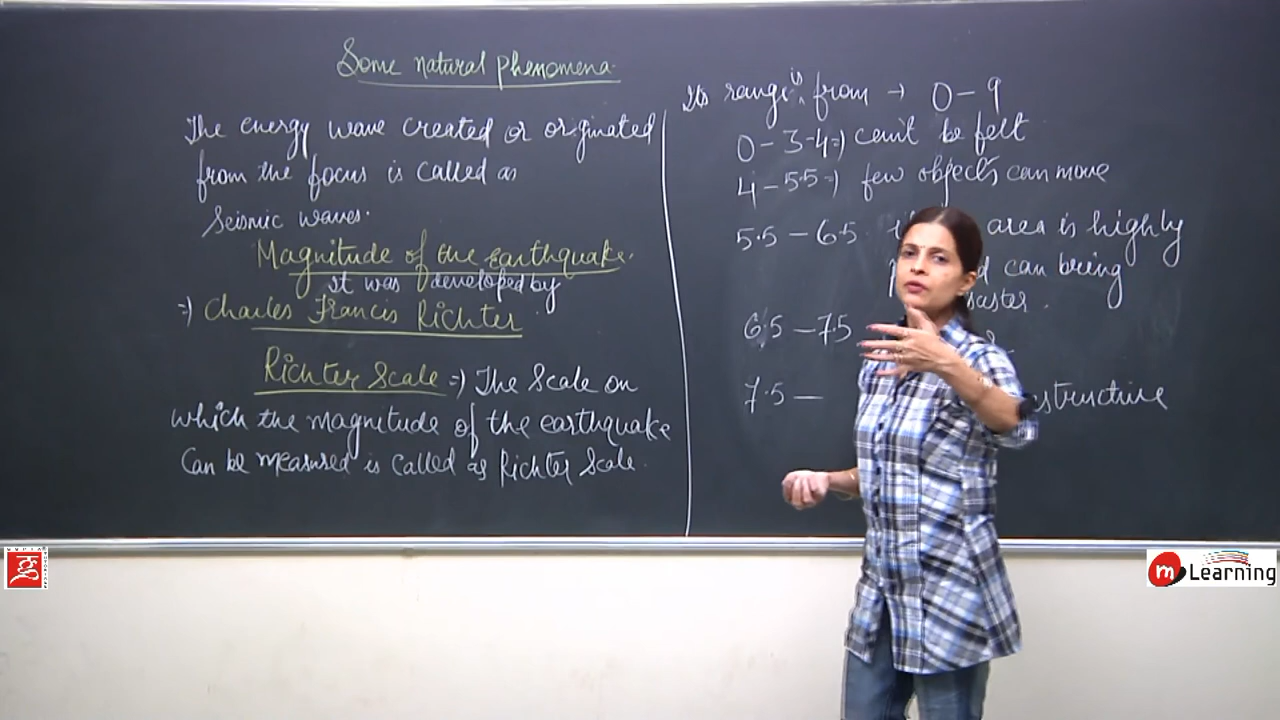 Some natural phenomena
The energy wave created or orginated
from the focus is called as
Seismic waves.
Magnitude of the earthquake.
it was developed by
=) Charles Francis Richter.
Richter Scale =) The Scale on
which the magnitude of the earthquake
can be measured is called as Richter Scale.
Its range is from → 0 – 9
0 – 3.4 =) can't be felt
4 – 5.5 =) few objects can move
5.5 – 6.5 area is highly
can bring
6.5 – 7.5
7.5 –
m Learning